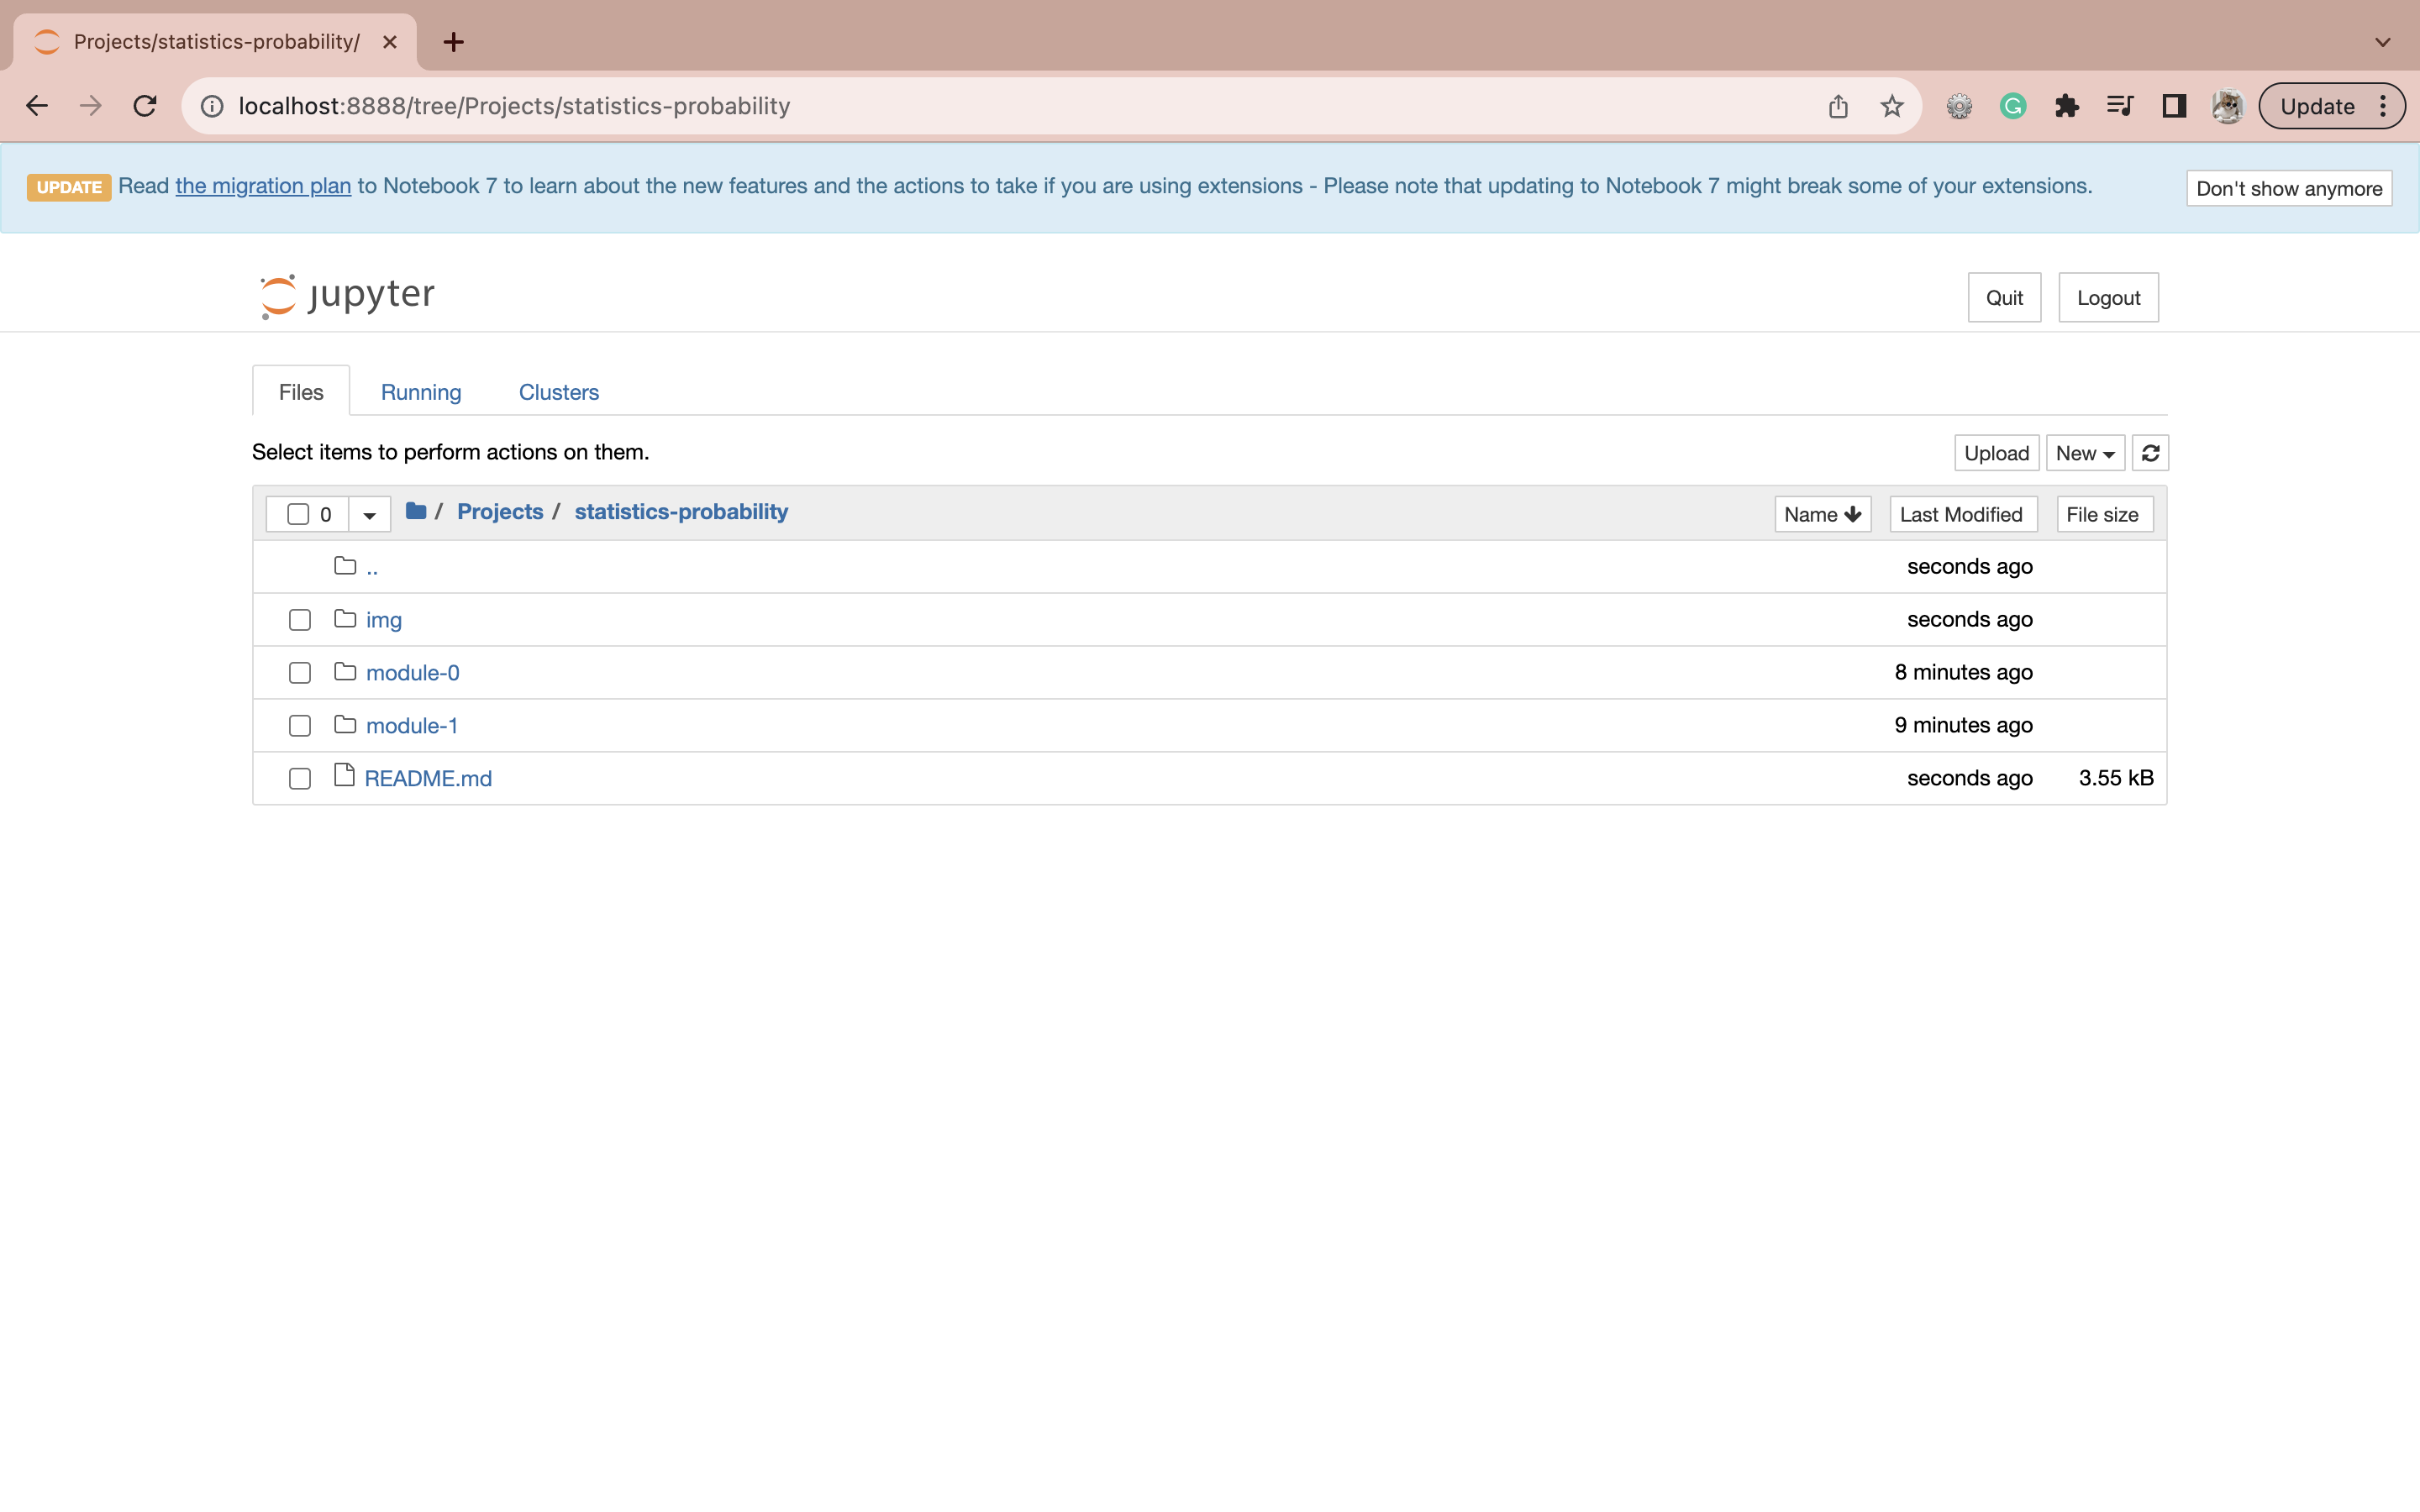 Projects/statistics-probability/
localhost:8888/tree/Projects/statistics-probability
Update
UPDATE Read the migration plan to Notebook 7 to learn about the new features and the actions to take if you are using extensions - Please note that updating to Notebook 7 might break some of your extensions.
Don't show anymore
jupyter
Quit Logout
Files Running Clusters
Select items to perform actions on them.
Upload New
0 / Projects / statistics-probability Name Last Modified File size
.. seconds ago
img seconds ago
module-0 8 minutes ago
module-1 9 minutes ago
README.md seconds ago 3.55 kB